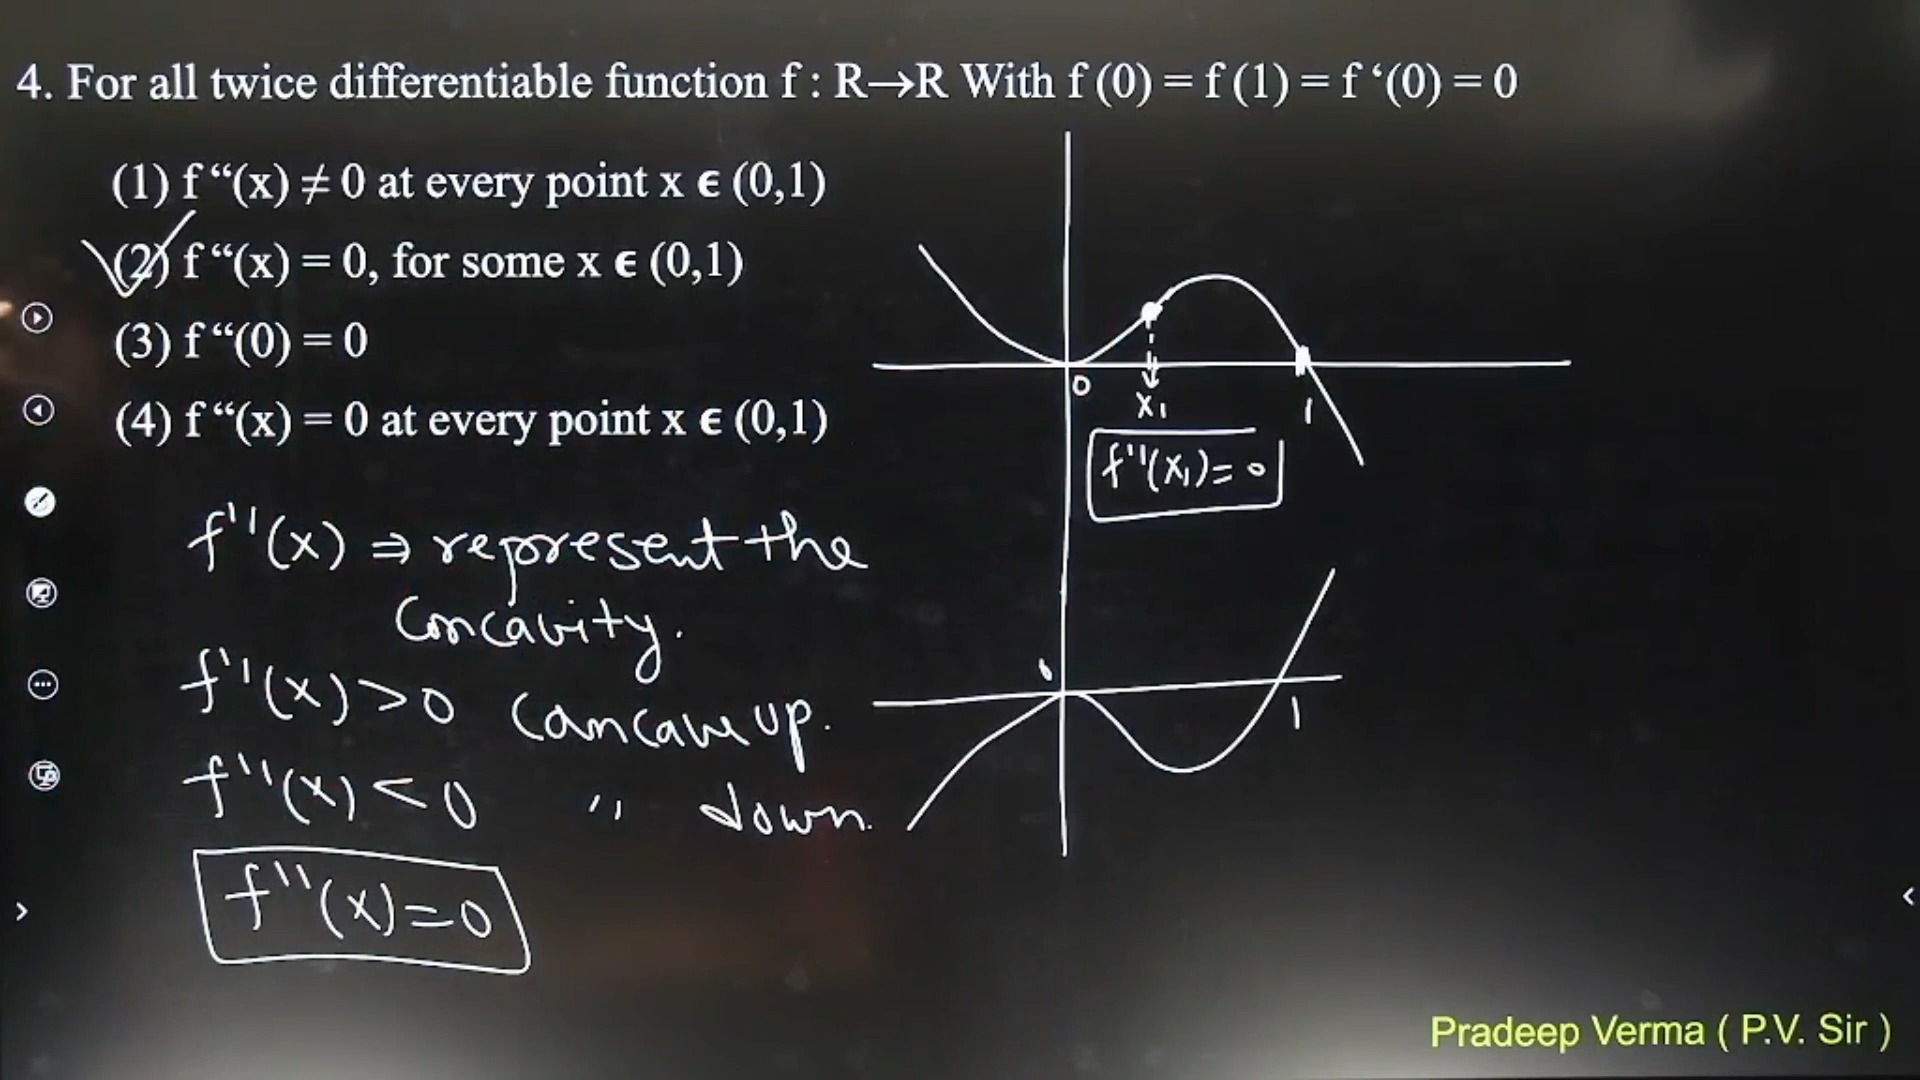 4. For all twice differentiable function f : R→R With f (0) = f (1) = f ‘(0) = 0
(1) f “(x) ≠ 0 at every point x ϵ (0,1)
(2) f “(x) = 0, for some x ϵ (0,1)
(3) f “(0) = 0
(4) f “(x) = 0 at every point x ϵ (0,1)
0
x₁
1
f''(x₁)=0
f''(x) ⇒ represent the
Concavity.
f''(x)>0 Concave up.
f''(x)<0 '' down.
f''(x)=0
1
Pradeep Verma ( P.V. Sir )